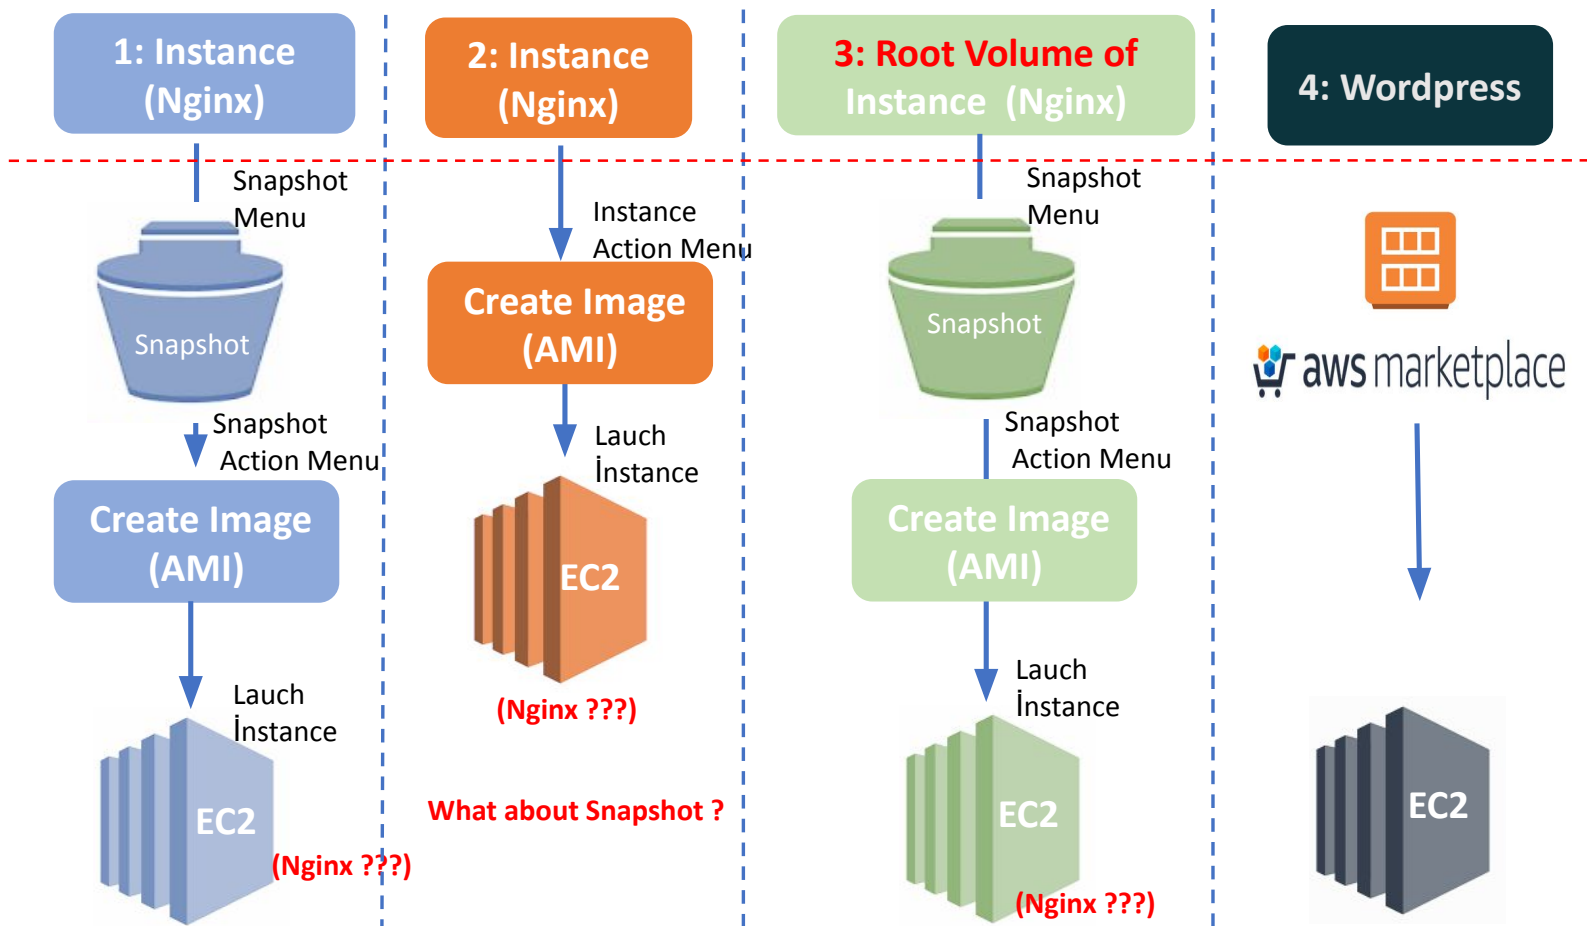 1: Instance
(Nginx)
Snapshot
Menu
Snapshot
Snapshot
Action Menu
Create Image
(AMI)
Lauch
İnstance
EC2
(Nginx ???)
2: Instance
(Nginx)
Instance
Action Menu
Create Image
(AMI)
Lauch
İnstance
EC2
(Nginx ???)
What about Snapshot ?
3: Root Volume of
Instance (Nginx)
Snapshot
Menu
Snapshot
Snapshot
Action Menu
Create Image
(AMI)
Lauch
İnstance
EC2
(Nginx ???)
4: Wordpress
aws marketplace
EC2